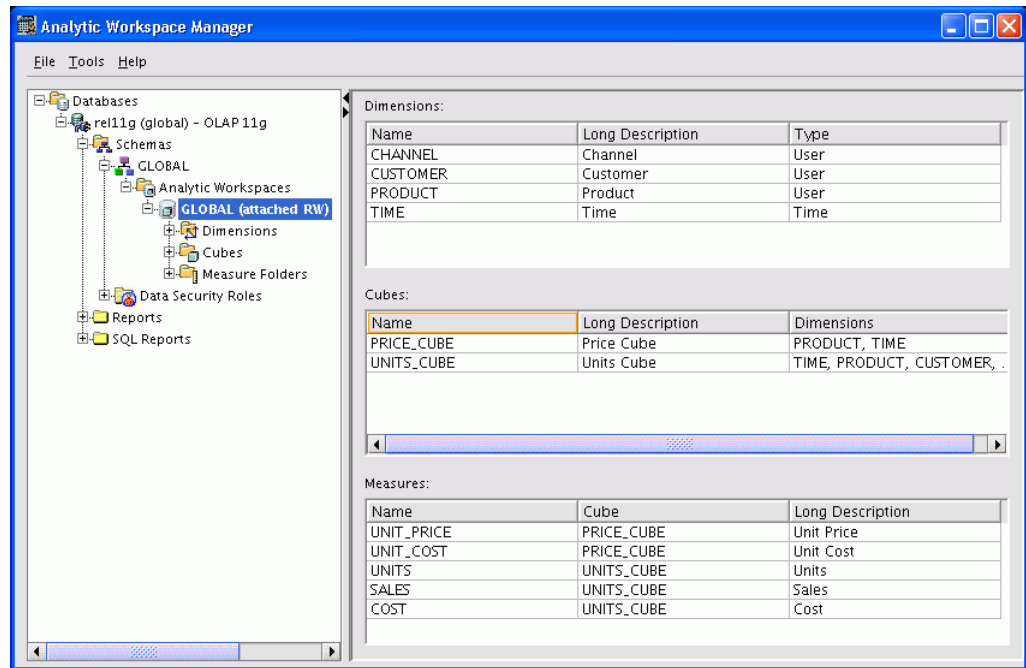 Analytic Workspace Manager
File Tools Help
Databases
rel11g (global) - OLAP 11g
Schemas
GLOBAL
Analytic Workspaces
GLOBAL (attached RW)
Dimensions
Cubes
Measure Folders
Data Security Roles
Reports
SQL Reports
Dimensions:
Name Long Description Type
CHANNEL Channel User
CUSTOMER Customer User
PRODUCT Product User
TIME Time Time
Cubes:
Name Long Description Dimensions
PRICE_CUBE Price Cube PRODUCT, TIME
UNITS_CUBE Units Cube TIME, PRODUCT, CUSTOMER, .
Measures:
Name Cube Long Description
UNIT_PRICE PRICE_CUBE Unit Price
UNIT_COST PRICE_CUBE Unit Cost
UNITS UNITS_CUBE Units
SALES UNITS_CUBE Sales
COST UNITS_CUBE Cost